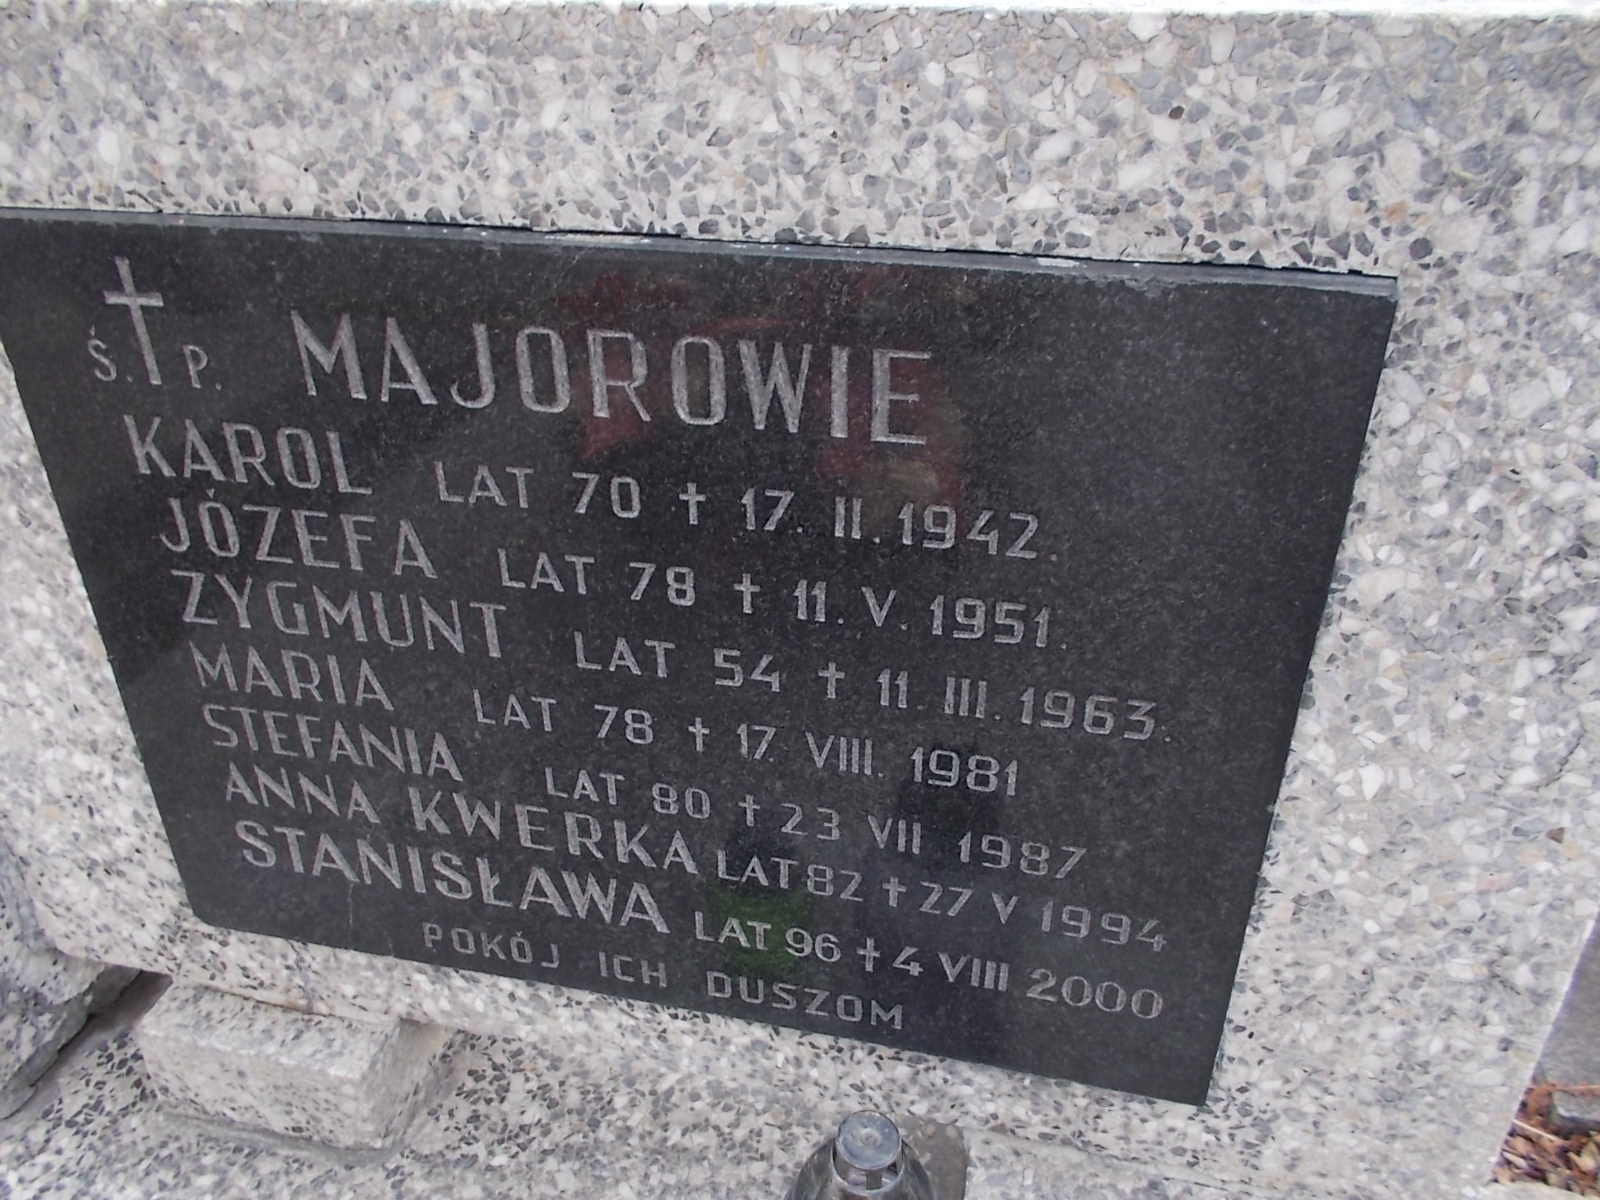 Ś. P. MAJOROWIE
KAROL LAT 70 † 17. II. 1942.
JÓZEFA LAT 78 † 11. V. 1951.
ZYGMUNT LAT 54 † 11. III. 1963.
MARIA LAT 78 † 17. VIII. 1981
STEFANIA LAT 80 † 23 VII 1987
ANNA KWERKA LAT 82 † 27 V 1994
STANISŁAWA LAT 96 † 4 VIII 2000
POKÓJ ICH DUSZOM